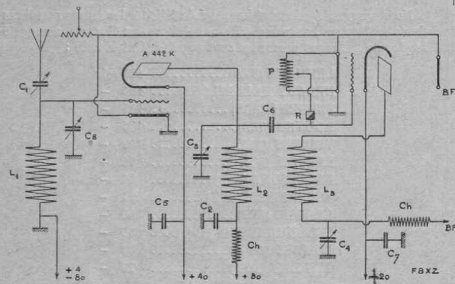 A. 442 K
C1
C8
L1
C3
C6
P
R
BF
C5
C2
L2
Ch
L3
C4
Ch
BF
C7
F8XZ
+ 4
- 80
+ 40
+ 80